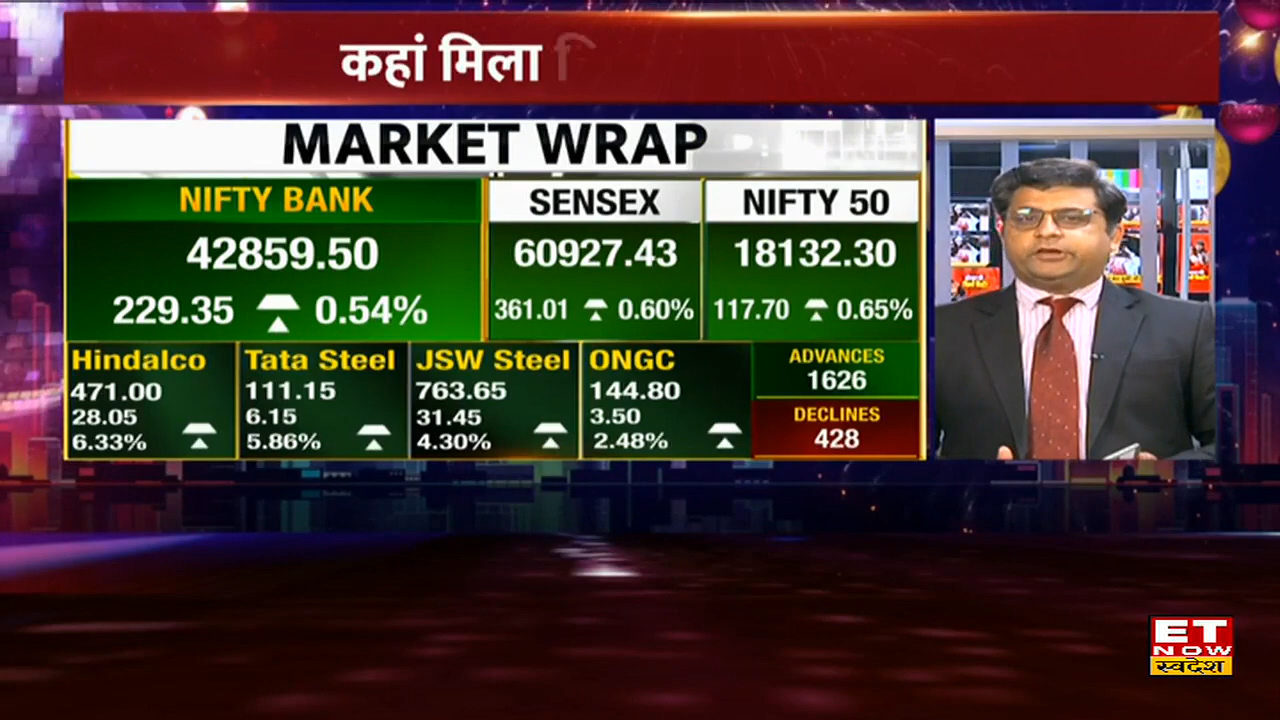 कहां मिला
MARKET WRAP
NIFTY BANK
42859.50
229.35 0.54%
SENSEX
60927.43
361.01 0.60%
NIFTY 50
18132.30
117.70 0.65%
Hindalco
471.00
28.05
6.33%
Tata Steel
111.15
6.15
5.86%
JSW Steel
763.65
31.45
4.30%
ONGC
144.80
3.50
2.48%
ADVANCES
1626
DECLINES
428
ET
NOW
स्वदेश